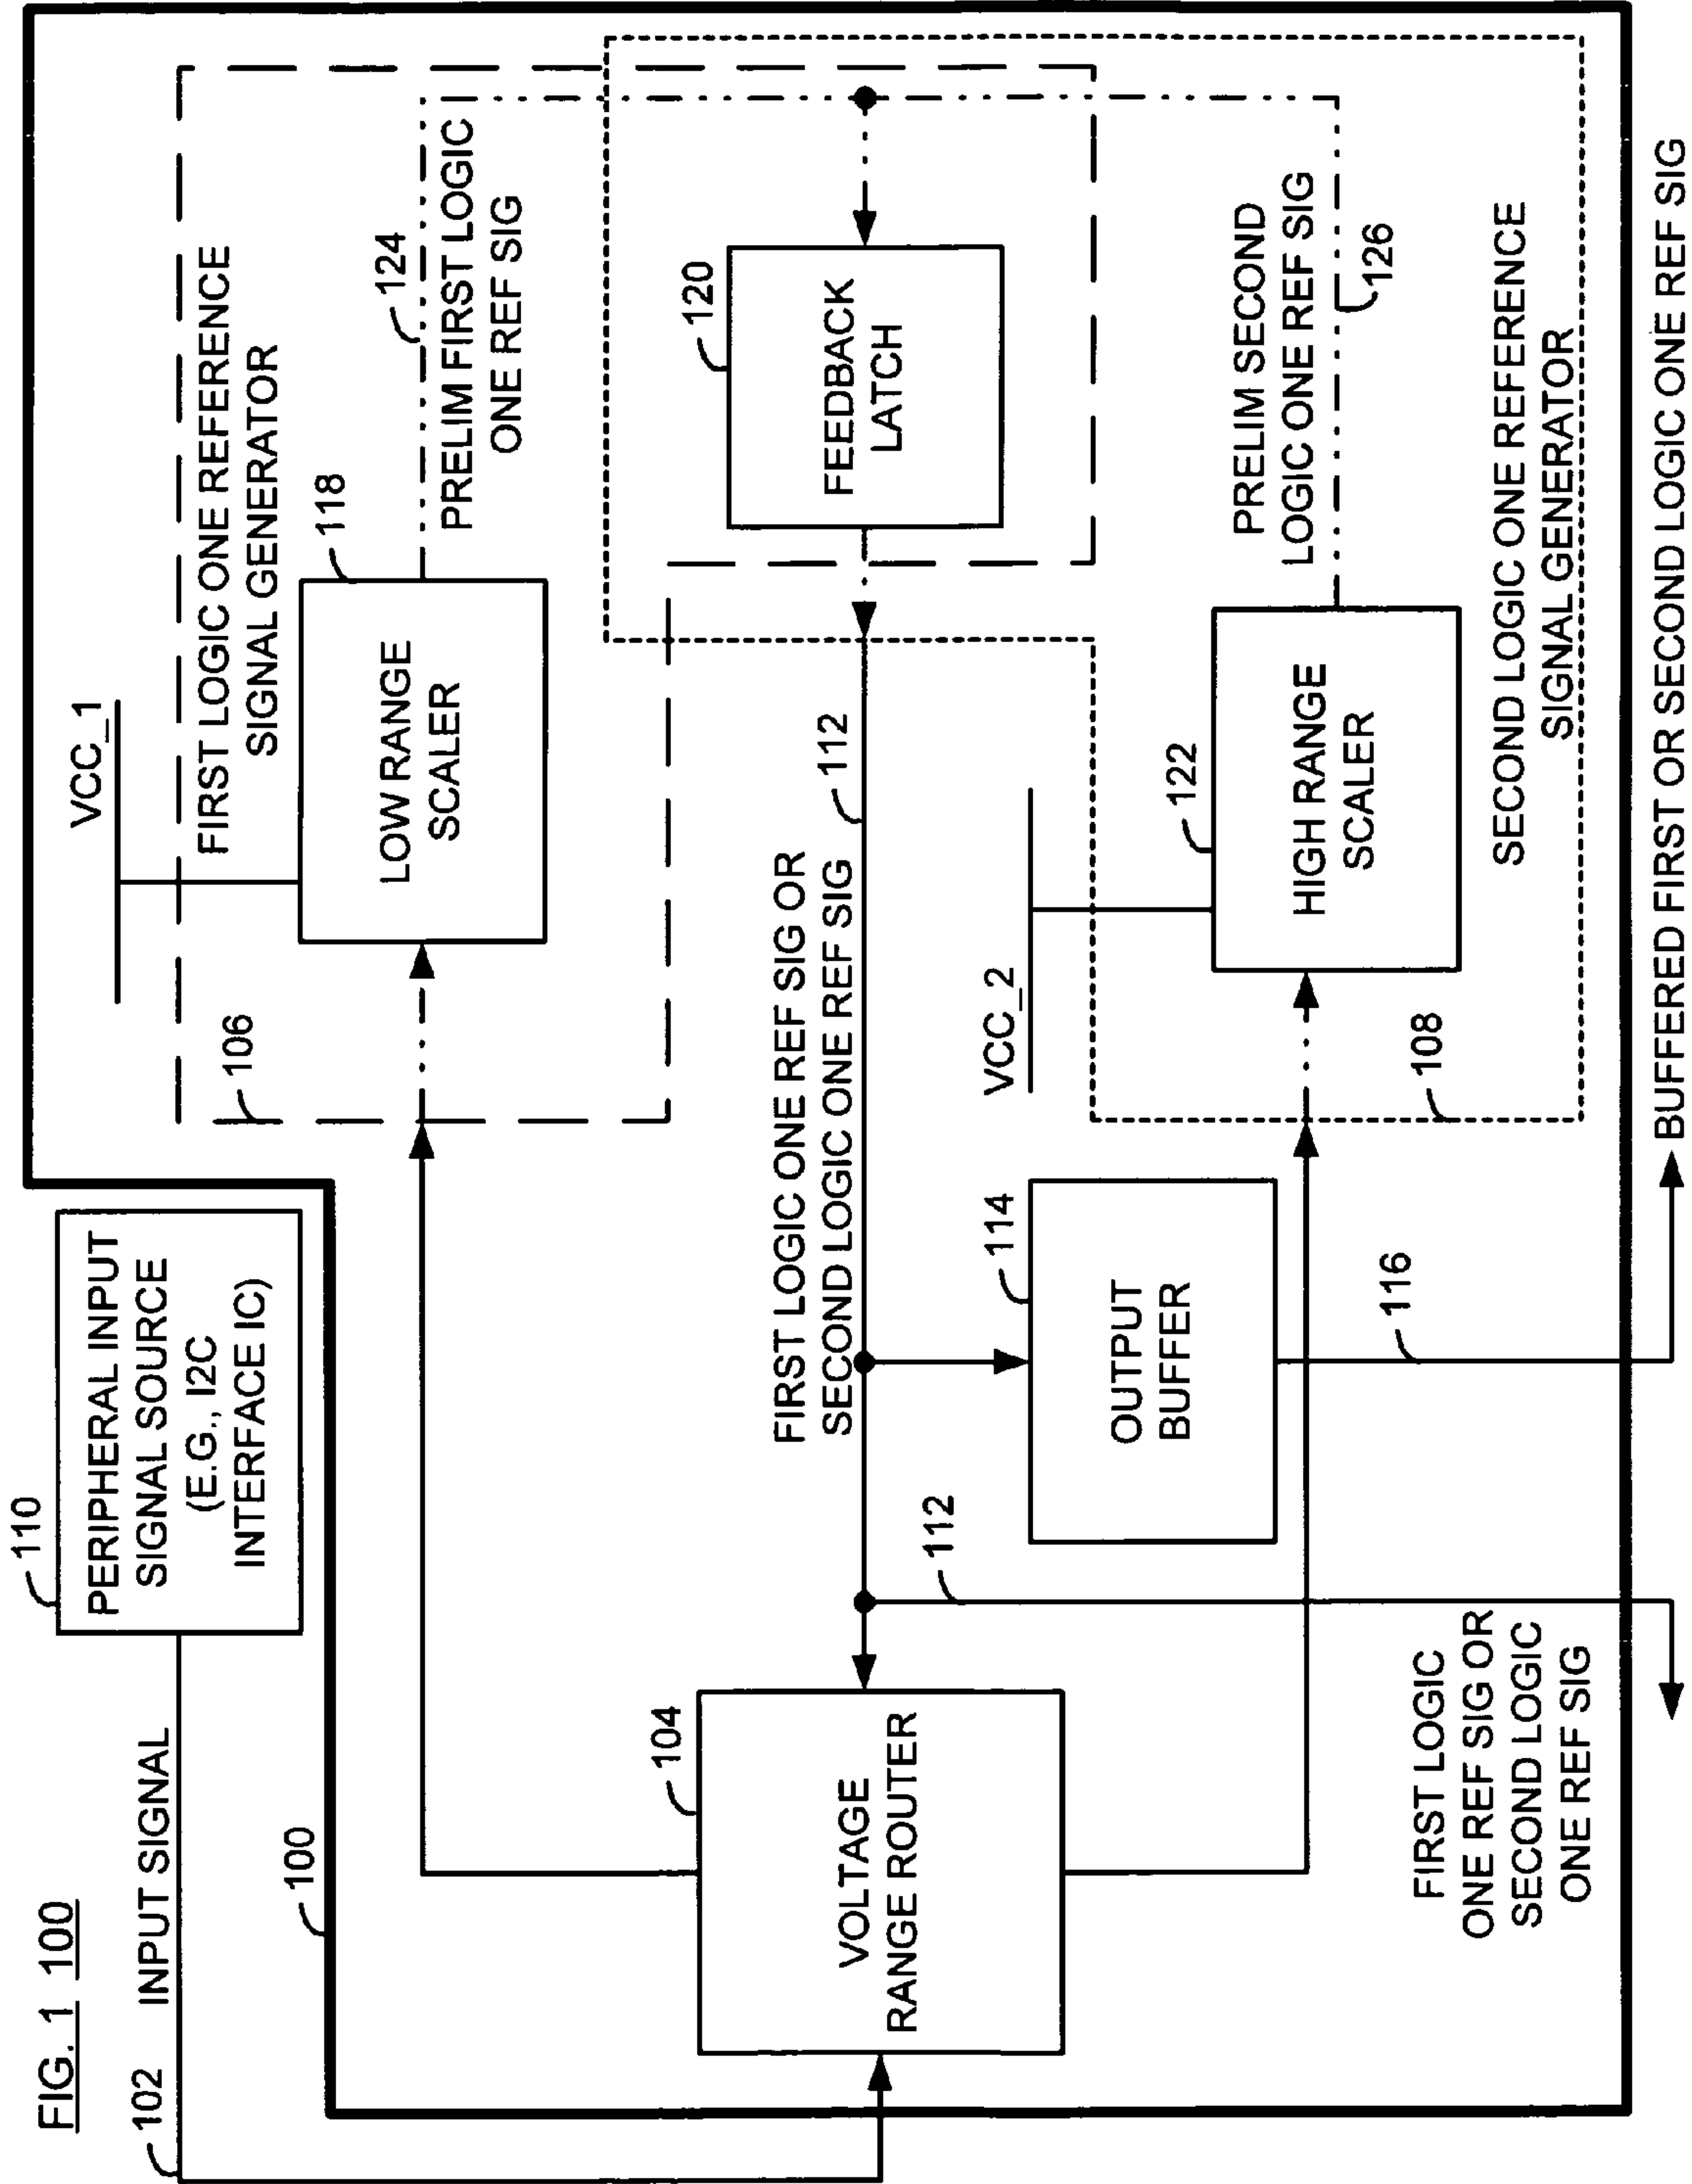 FIG. 1 100
110
PERIPHERAL INPUT
SIGNAL SOURCE
(E.G., I2C
INTERFACE IC)
102
INPUT SIGNAL
100
VCC_1
106
FIRST LOGIC ONE REFERENCE
SIGNAL GENERATOR
118
LOW RANGE
SCALER
124
PRELIM FIRST LOGIC
ONE REF SIG
104
VOLTAGE
RANGE ROUTER
FIRST LOGIC ONE REF SIG OR
SECOND LOGIC ONE REF SIG
112
120
FEEDBACK
LATCH
112
114
OUTPUT
BUFFER
VCC_2
122
HIGH RANGE
SCALER
PRELIM SECOND
LOGIC ONE REF SIG
126
116
108
SECOND LOGIC ONE REFERENCE
SIGNAL GENERATOR
FIRST LOGIC
ONE REF SIG OR
SECOND LOGIC
ONE REF SIG
BUFFERED FIRST OR SECOND LOGIC ONE REF SIG